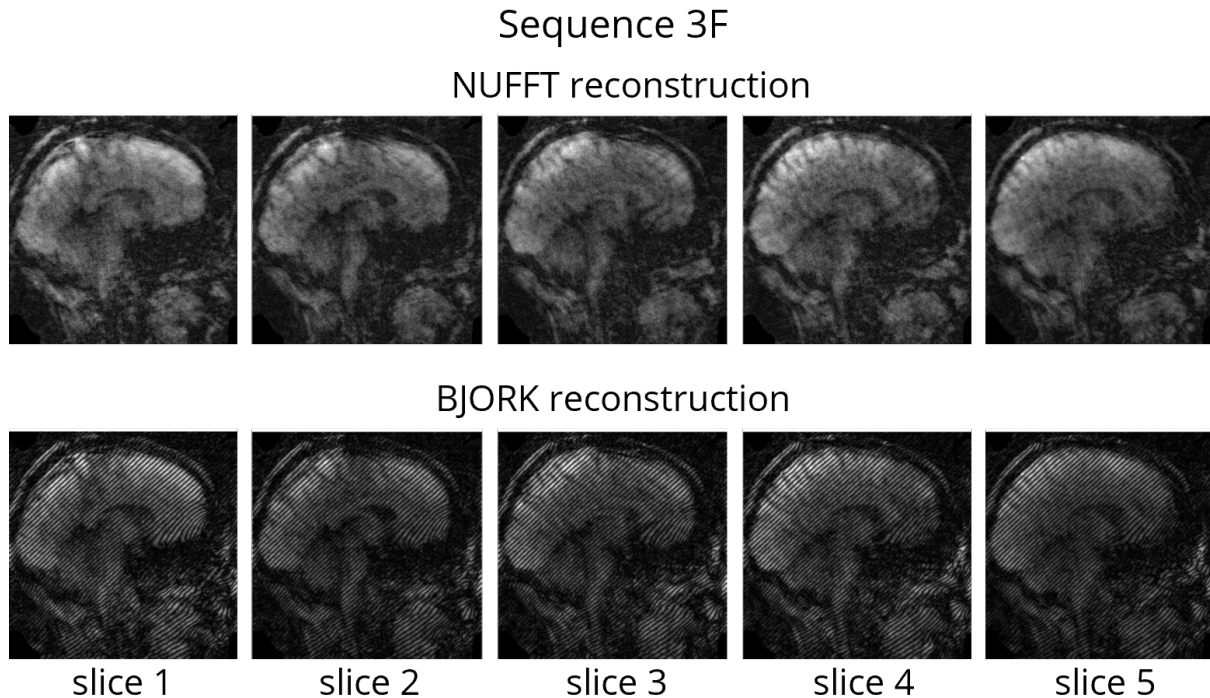 Sequence 3F
NUFFT reconstruction
BJORK reconstruction
slice 1 slice 2 slice 3 slice 4 slice 5